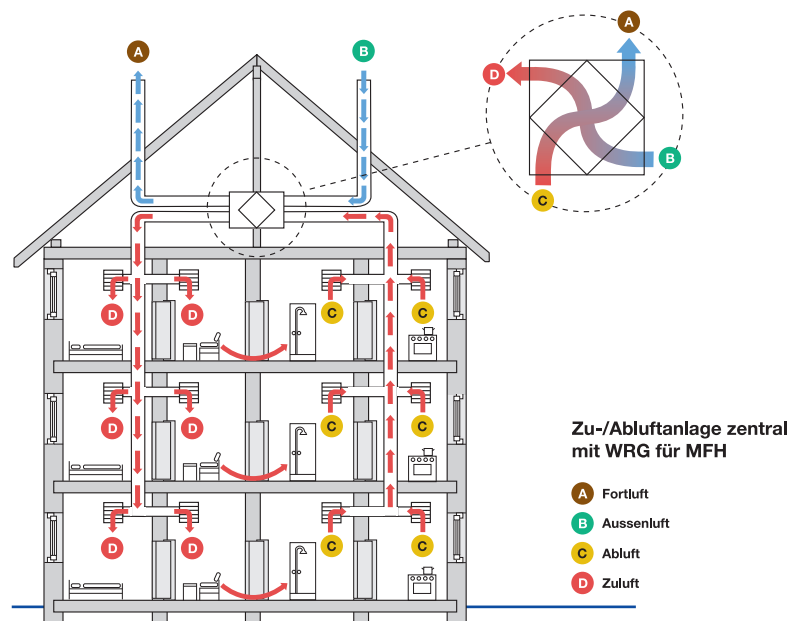 A
B
A
D
B
C
D
D
C
C
D
D
C
C
D
D
C
C
Zu-/Abluftanlage zentral
mit WRG für MFH
A Fortluft
B Aussenluft
C Abluft
D Zuluft